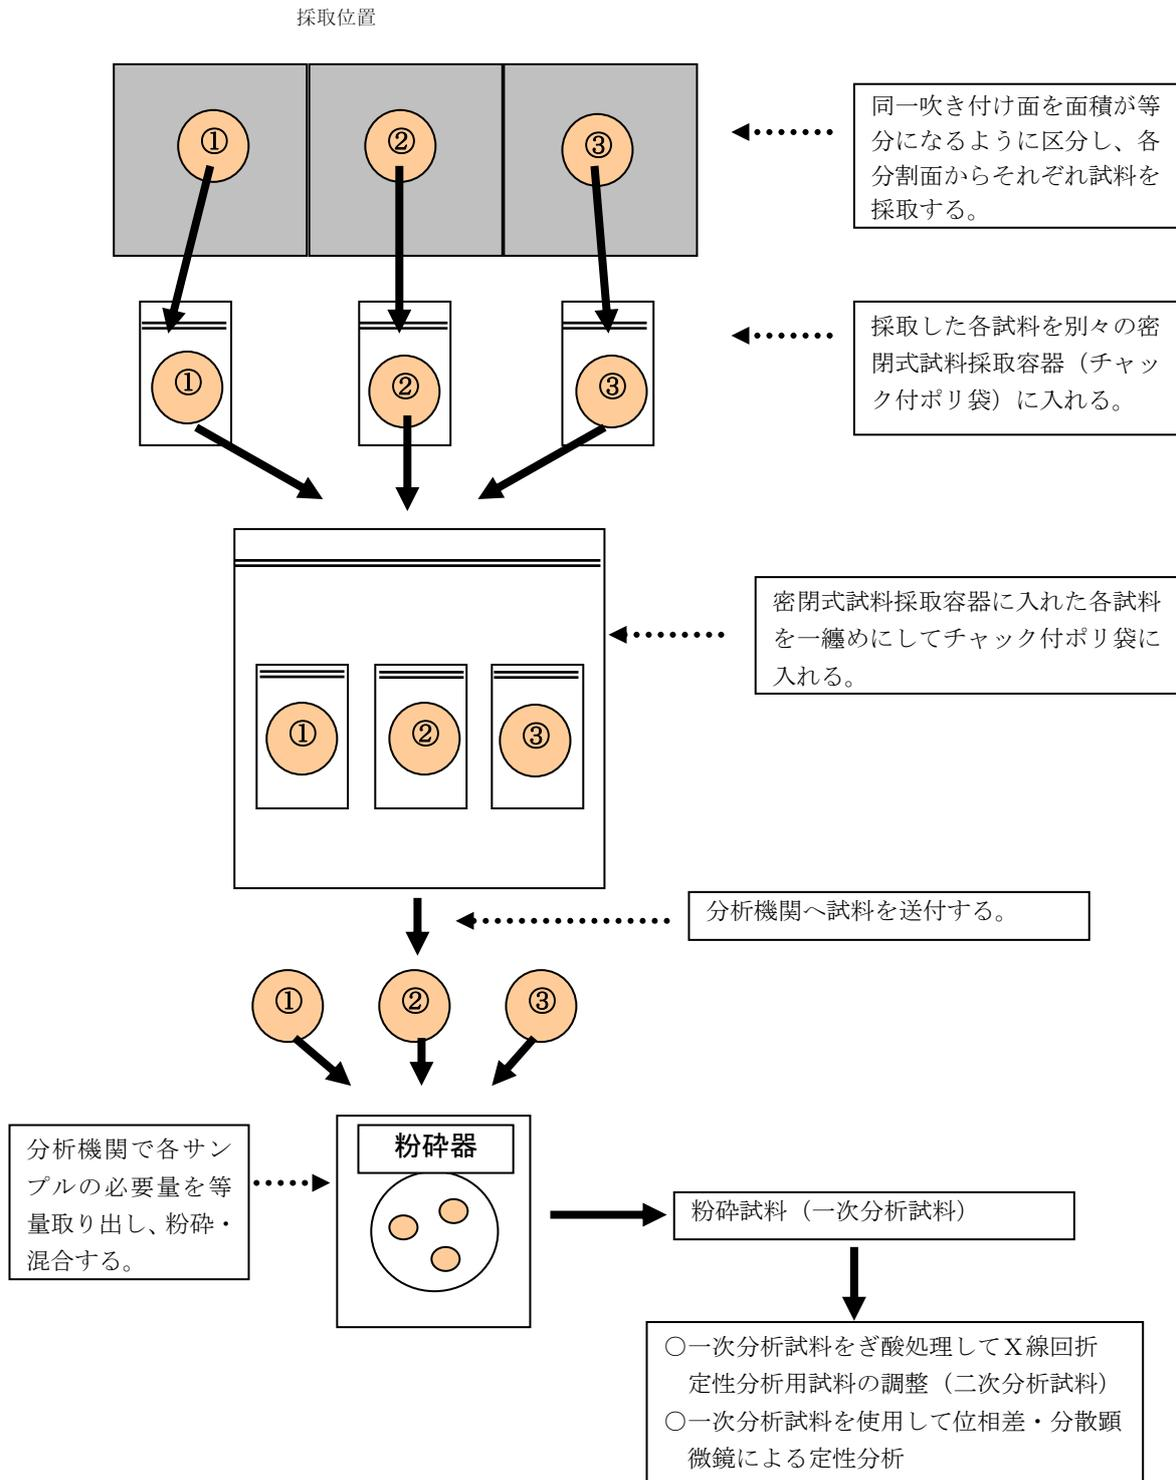 採取位置
① ② ③
同一吹き付け面を面積が等
分になるように区分し、各
分割面からそれぞれ試料を
採取する。
① ② ③
採取した各試料を別々の密
閉式試料採取容器（チャッ
ク付ポリ袋）に入れる。
密閉式試料採取容器に入れた各試料
を一纏めにしてチャック付ポリ袋に
入れる。
① ② ③
分析機関へ試料を送付する。
① ② ③
分析機関で各サン
プルの必要量を等
量取り出し、粉砕・
混合する。
粉砕器
粉砕試料（一次分析試料）
○一次分析試料をぎ酸処理してＸ線回折
定性分析用試料の調整（二次分析試料）
○一次分析試料を使用して位相差・分散顕
微鏡による定性分析